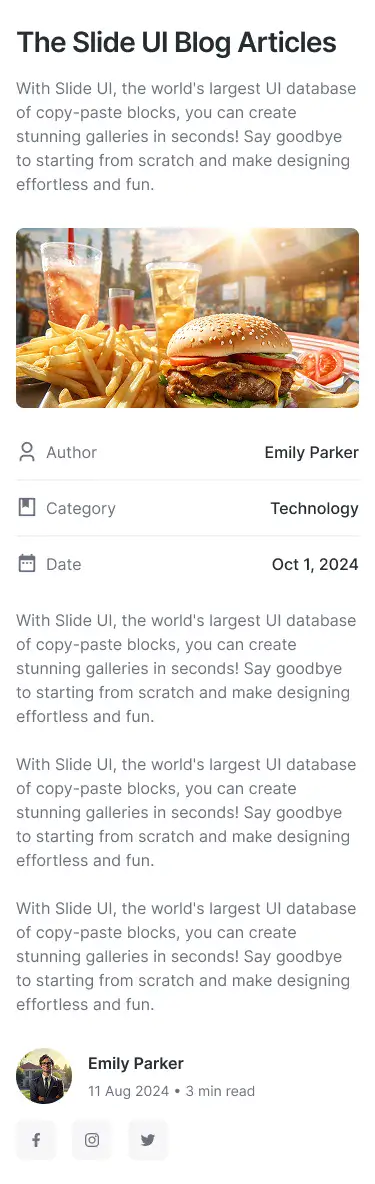 The Slide UI Blog Articles
With Slide UI, the world's largest UI database
of copy-paste blocks, you can create
stunning galleries in seconds! Say goodbye
to starting from scratch and make designing
effortless and fun.
Author
Emily Parker
Category
Technology
Date
Oct 1, 2024
With Slide UI, the world's largest UI database
of copy-paste blocks, you can create
stunning galleries in seconds! Say goodbye
to starting from scratch and make designing
effortless and fun.
With Slide UI, the world's largest UI database
of copy-paste blocks, you can create
stunning galleries in seconds! Say goodbye
to starting from scratch and make designing
effortless and fun.
With Slide UI, the world's largest UI database
of copy-paste blocks, you can create
stunning galleries in seconds! Say goodbye
to starting from scratch and make designing
effortless and fun.
Emily Parker
11 Aug 2024 • 3 min read